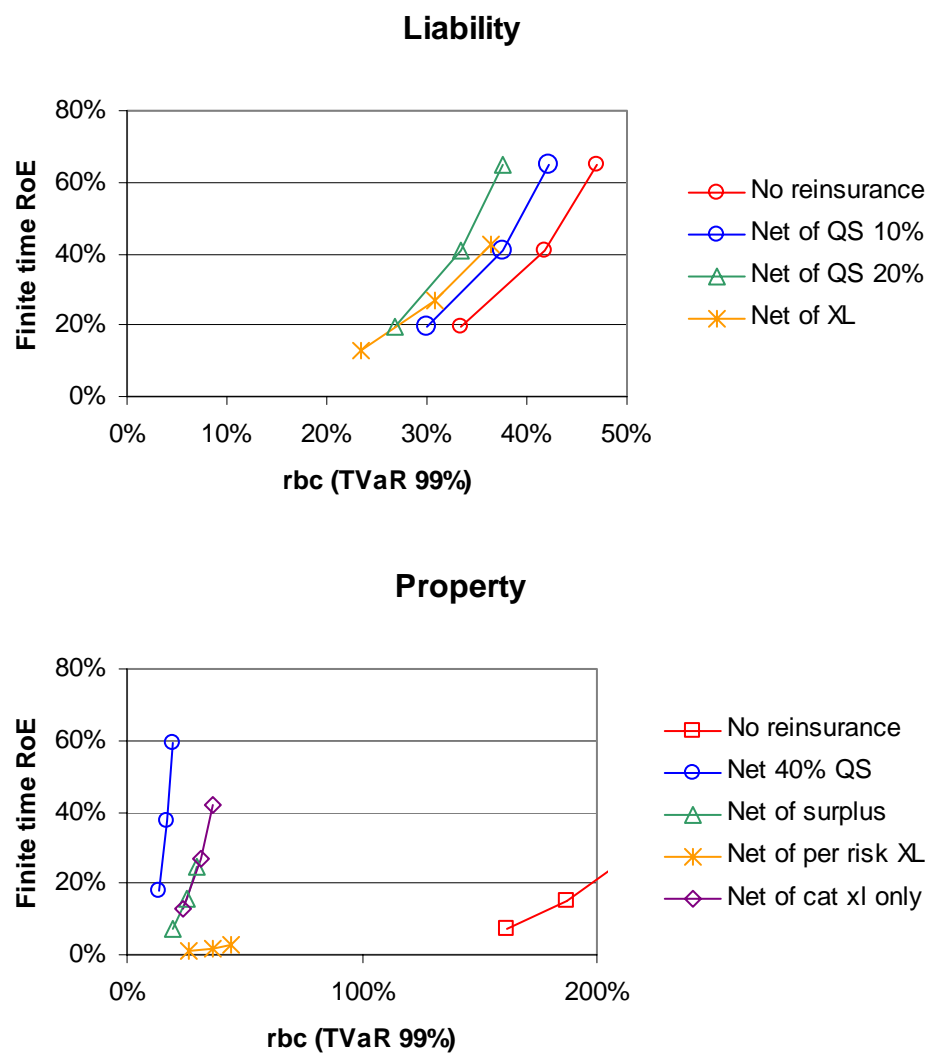 Liability
80%
60%
40%
20%
0%
Finite time RoE
0% 10% 20% 30% 40% 50%
rbc (TVaR 99%)
No reinsurance
Net of QS 10%
Net of QS 20%
Net of XL
Property
80%
60%
40%
20%
0%
Finite time RoE
0% 100% 200%
rbc (TVaR 99%)
No reinsurance
Net 40% QS
Net of surplus
Net of per risk XL
Net of cat xl only